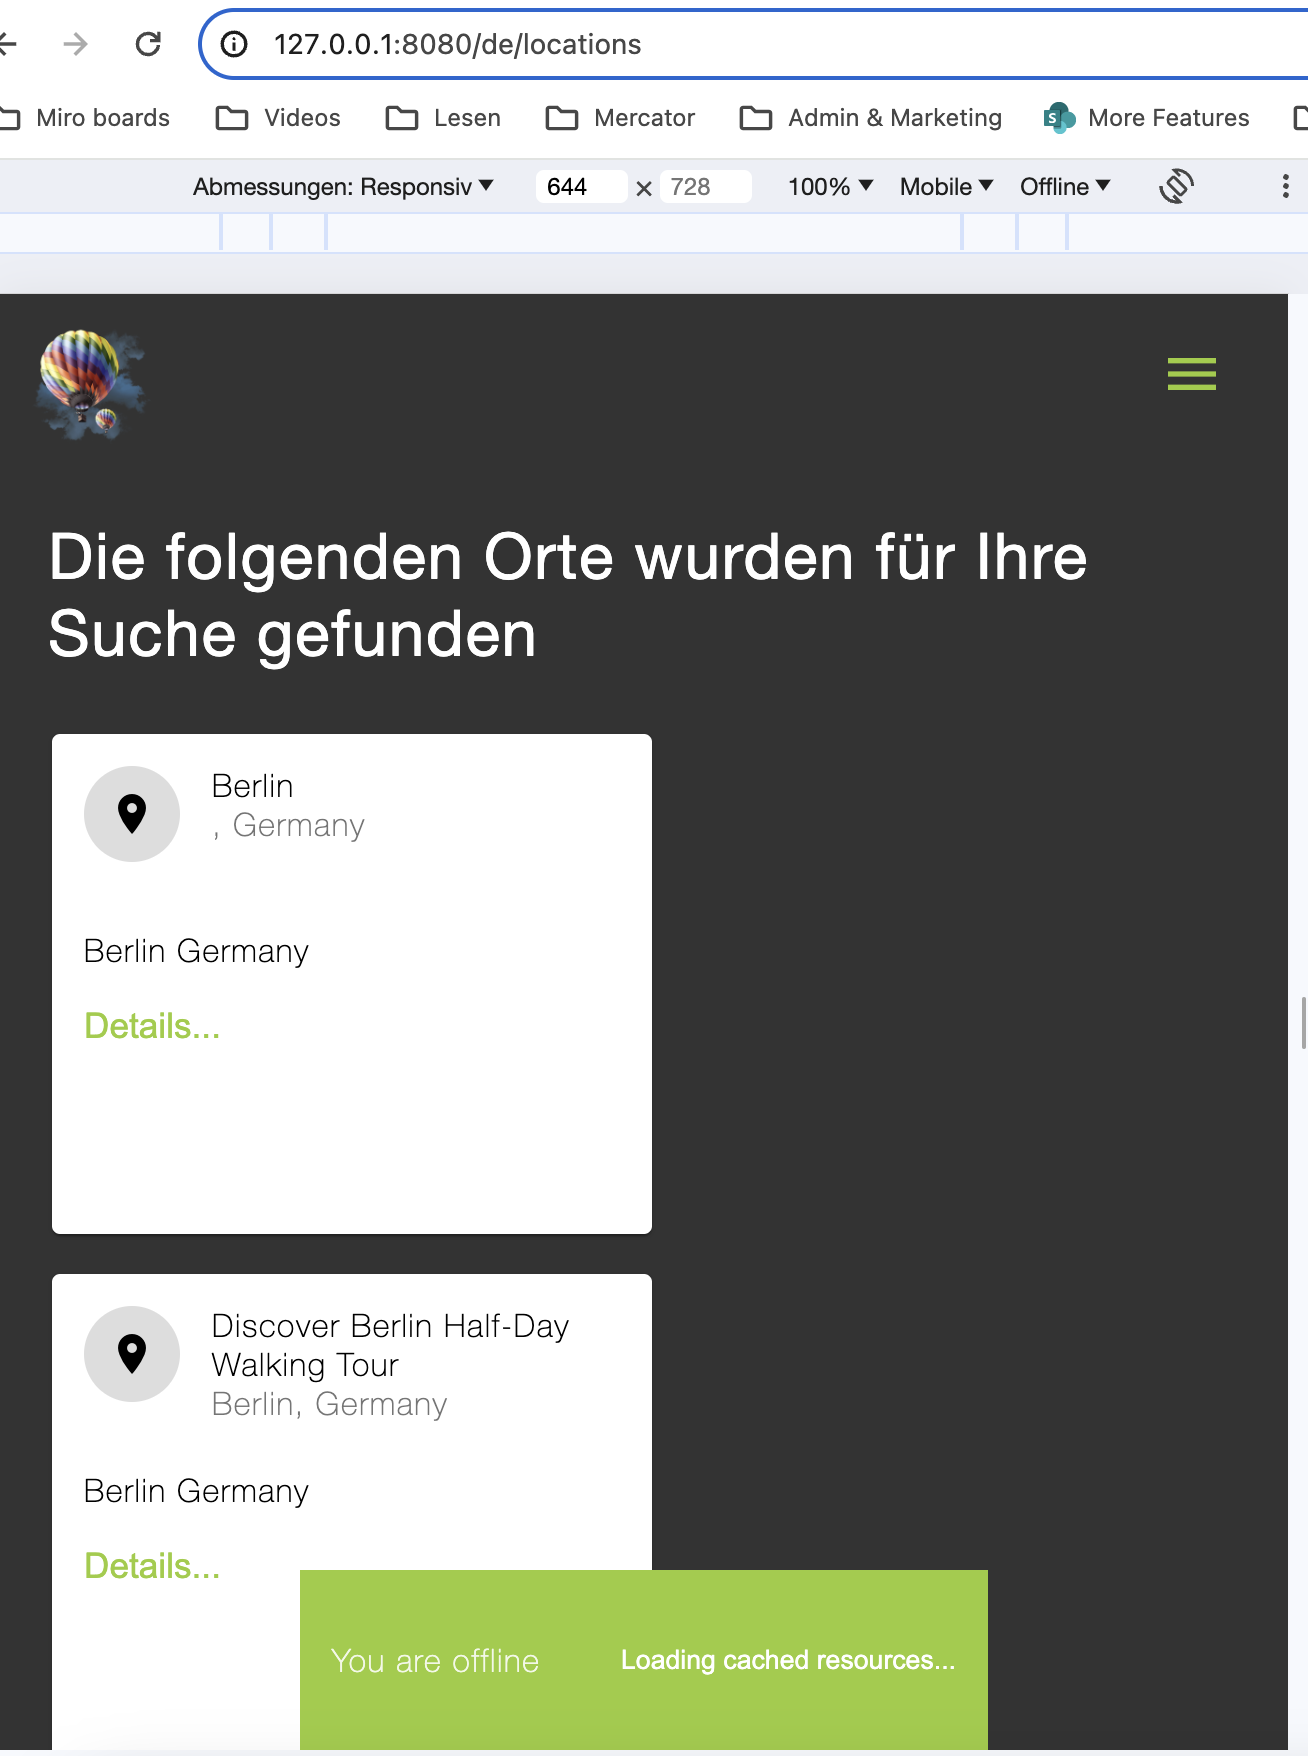 127.0.0.1:8080/de/locations
Miro boards Videos Lesen Mercator Admin & Marketing More Features
Abmessungen: Responsiv 644 × 728 100% Mobile Offline
Die folgenden Orte wurden für Ihre
Suche gefunden
Berlin
, Germany
Berlin Germany
Details...
Discover Berlin Half-Day
Walking Tour
Berlin, Germany
Berlin Germany
Details...
You are offline Loading cached resources...